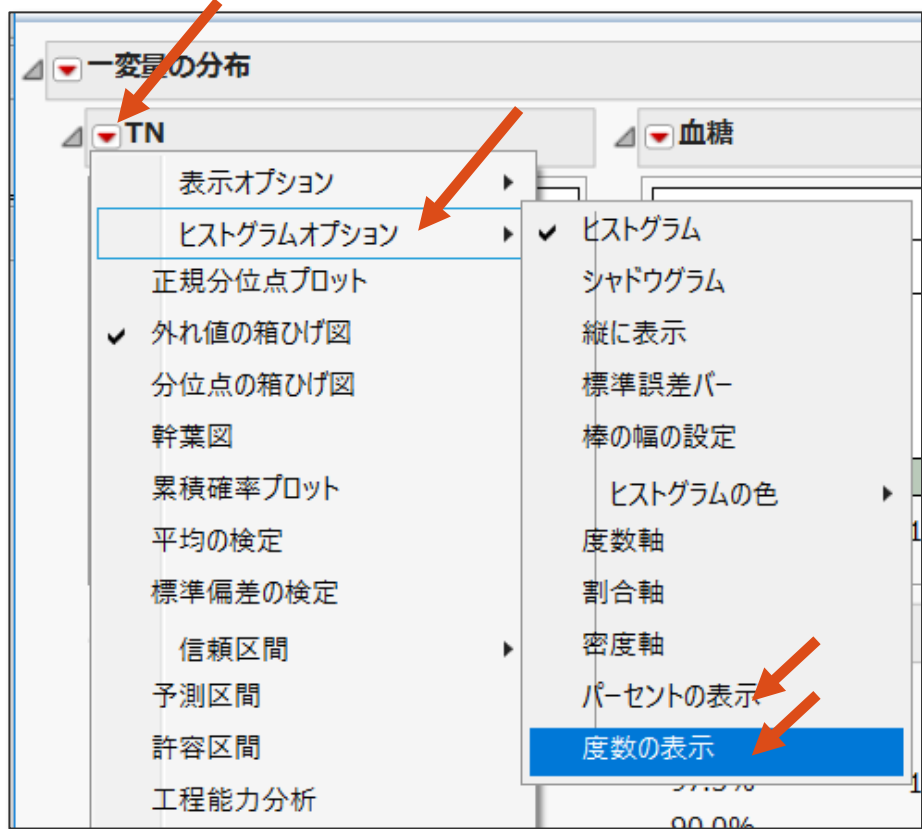 一変量の分布
TN
血糖
表示オプション
ヒストグラムオプション
正規分位点プロット
外れ値の箱ひげ図
分位点の箱ひげ図
幹葉図
累積確率プロット
平均の検定
標準偏差の検定
信頼区間
予測区間
許容区間
工程能力分析
ヒストグラム
シャドウグラム
縦に表示
標準誤差バー
棒の幅の設定
ヒストグラムの色
度数軸
割合軸
密度軸
パーセントの表示
度数の表示
1
1
97.5%
90.0%